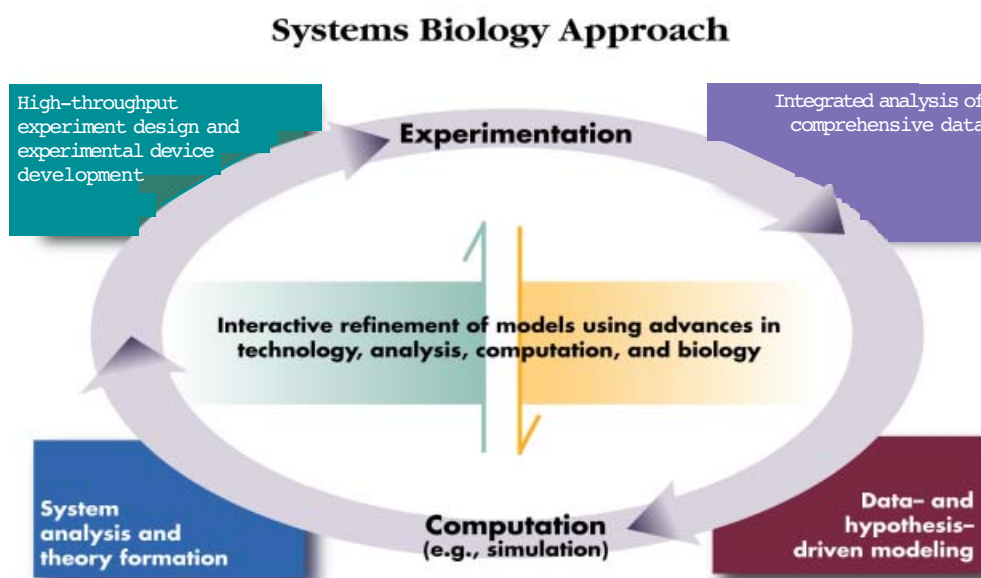 Systems Biology Approach
High-throughput
experiment design and
experimental device
development
Experimentation
Integrated analysis of
comprehensive data
Interactive refinement of models using advances in
technology, analysis, computation, and biology
System
analysis and
theory formation
Computation
(e.g., simulation)
Data– and
hypothesis–
driven modeling